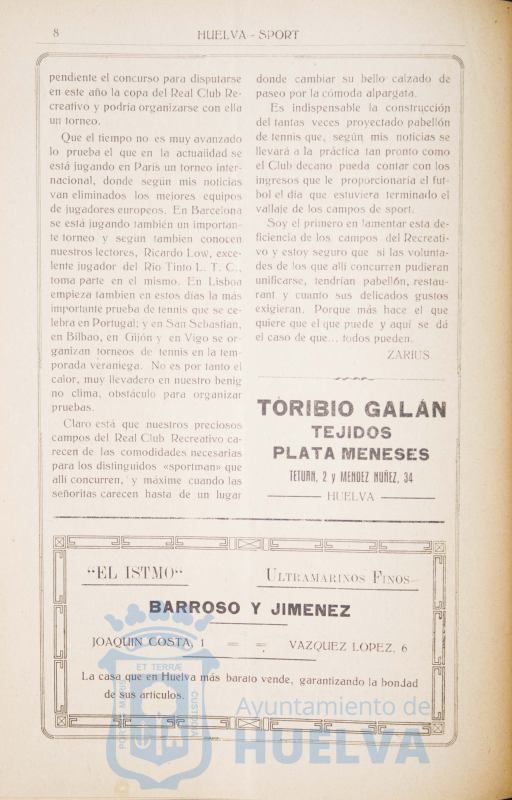 8
HUELVA - SPORT
pendiente el concurso para disputarse
en este año la copa del Real Club Re-
creativo y podria organizarse con ella
un torneo.
Que el tiempo no es muy avanzado
lo prueba el que en la actualidad se
está jugando en París un torneo inter-
nacional, donde según mis noticias
van eliminados los mejores equipos
de jugadores europeos. En Barcelona
se está jugando también un importan-
te torneo y según tambien conocen
nuestros lectores, Ricardo Low, exce-
lente jugador del Rio Tinto L. T. C.,
toma parte en el mismo. En Lisboa
empieza tambien en estos días la más
importante prueba de tennis que se ce-
lebra en Portugal; y en San Sebastian,
en Bilbao, en Gijón y en Vigo se or-
ganizan torneos de tennis en la tem-
porada veraniega. No es por tanto el
calor, muy llevadero en nuestro benig
no clima, obstáculo para organizar
pruebas.
Claro está que nuestros preciosos
campos del Real Club Recreativo ca-
recen de las comodidades necesarias
para los distinguidos «sportman» que
allí concurren, y máxime cuando las
señoritas carecen hasta de un lugar
donde cambiar su bello calzado de
paseo por la cómoda alpargata.
Es indispensable la construcción
del tantas veces proyectado pabellón
de tennis que, según mis noticias se
llevará a la práctica tan pronto como
el Club decano pueda contar con los
ingresos que le proporcionaría el fut-
bol el día que estuviera terminado el
vallaje de los campos de sport.
Soy el primero en lamentar esta de-
ficiencia de los campos del Recreati-
vo y estoy seguro que si las volunta-
des de los que allí concurren pudieran
unificarse, tendrían pabellón, restau-
rant y cuanto sus delicados gustos
exigieran. Porque más hace el que
quiere que el que puede y aquí se dá
el caso de que... todos pueden.
ZARIUS
TORIBIO GALÁN
TEJIDOS
PLATA MENESES
TETUAN, 2 y MENDEZ NUÑEZ, 34
HUELVA
"EL ISTMO"
ULTRAMARINOS FINOS
BARROSO Y JIMENEZ
JOAQUIN COSTA, 1 = = VAZQUEZ LOPEZ, 6
La casa que en Huelva más barato vende, garantizando la bondad
de sus artículos.
PORTUS MARIS
ET TERRÆ
CUSTODIA
Ayuntamiento de
HUELVA